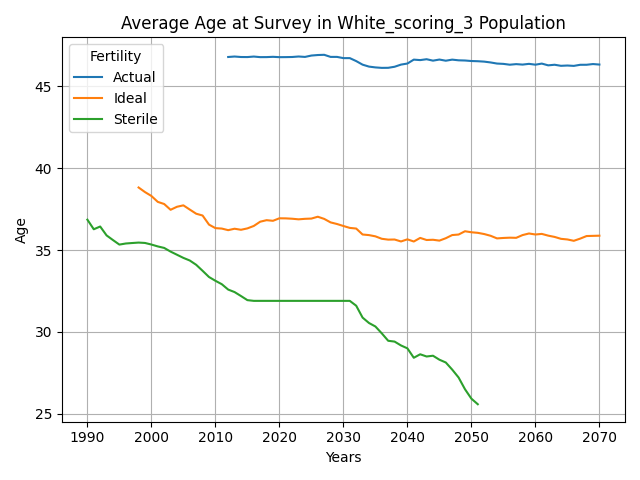 Average Age at Survey in White_scoring_3 Population
Fertility
Actual
Ideal
Sterile
Age
45
40
35
30
25
1990 2000 2010 2020 2030 2040 2050 2060 2070
Years